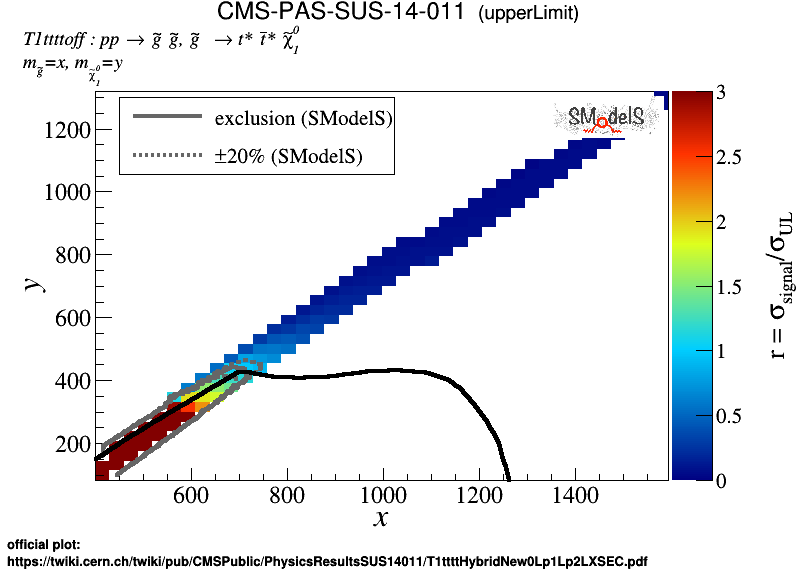 CMS-PAS-SUS-14-011 (upperLimit)
T1ttttoff : pp → g̃ g̃, g̃ → t* t̄* χ̃₁⁰
m_g̃=x, m_χ̃₁⁰=y
SModelS
exclusion (SModelS)
±20% (SModelS)
1200
1000
800
600
400
200
y
600
800
1000
1200
1400
x
3
2.5
2
1.5
1
0.5
0
r = σ_signal/σ_UL
official plot:
https://twiki.cern.ch/twiki/pub/CMSPublic/PhysicsResultsSUS14011/T1ttttHybridNew0Lp1Lp2LXSEC.pdf